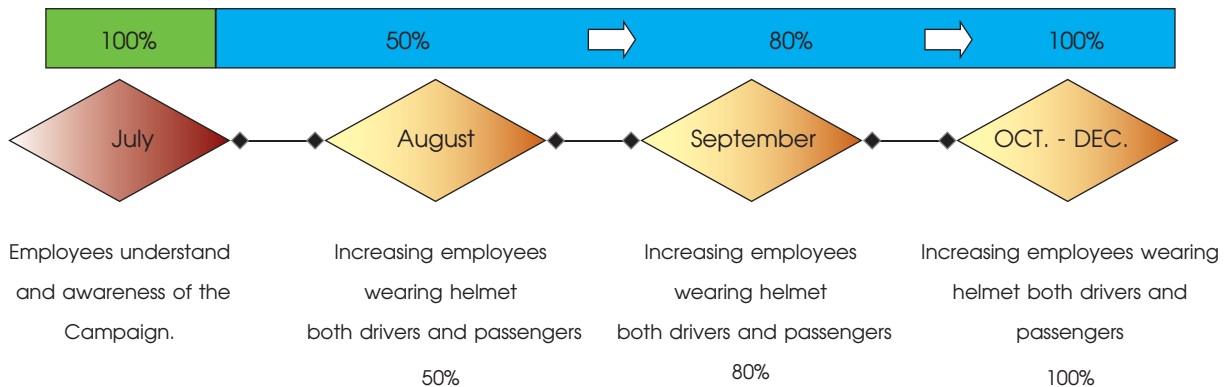 100%
50%
80%
100%
July
August
September
OCT. - DEC.
Employees understand
and awareness of the
Campaign.
Increasing employees
wearing helmet
both drivers and passengers
50%
Increasing employees
wearing helmet
both drivers and passengers
80%
Increasing employees wearing
helmet both drivers and
passengers
100%